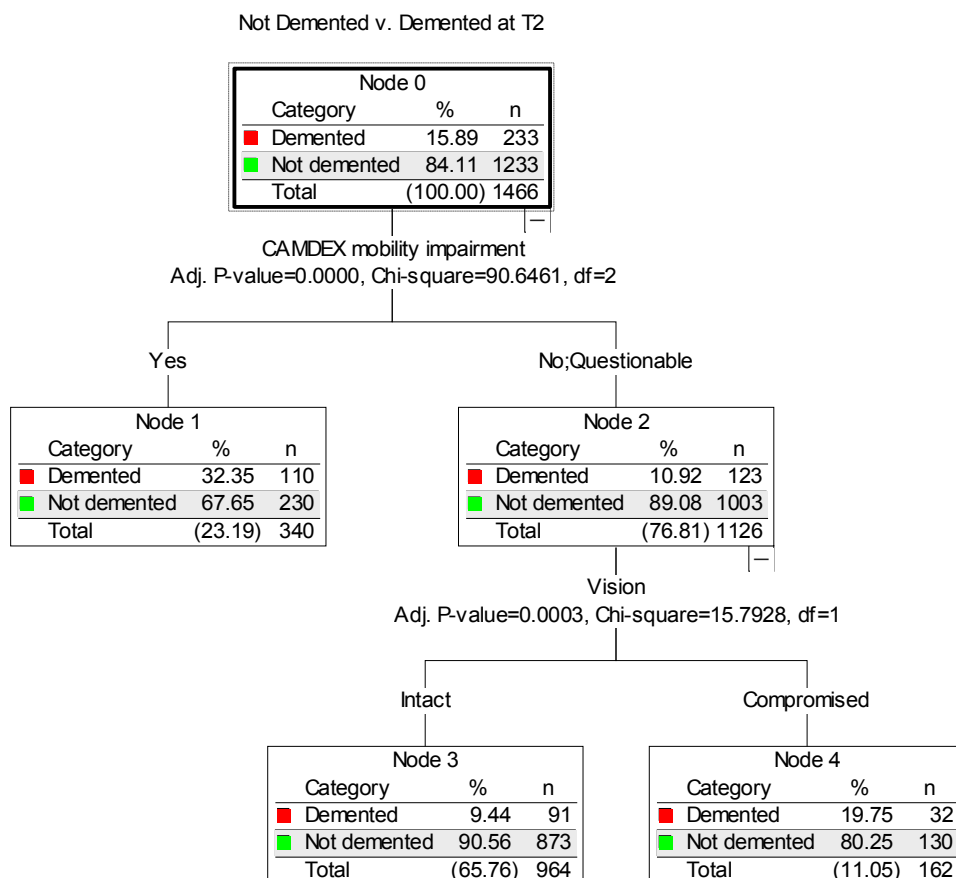 Not Demented v. Demented at T2
Node 0
Category % n
Demented 15.89 233
Not demented 84.11 1233
Total (100.00) 1466
CAMDEX mobility impairment
Adj. P-value=0.0000, Chi-square=90.6461, df=2
Yes No;Questionable
Node 1
Category % n
Demented 32.35 110
Not demented 67.65 230
Total (23.19) 340
Node 2
Category % n
Demented 10.92 123
Not demented 89.08 1003
Total (76.81) 1126
Vision
Adj. P-value=0.0003, Chi-square=15.7928, df=1
Intact Compromised
Node 3
Category % n
Demented 9.44 91
Not demented 90.56 873
Total (65.76) 964
Node 4
Category % n
Demented 19.75 32
Not demented 80.25 130
Total (11.05) 162